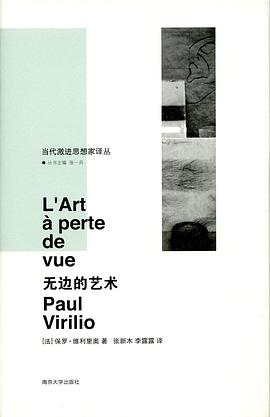 当代激进思想家译丛
● 丛书主编 张一兵
L'Art
à perte
de
vue
无边的艺术
Paul
Virilio
[法] 保罗·维利里奥 著 张新木 李露露 译
南京大学出版社